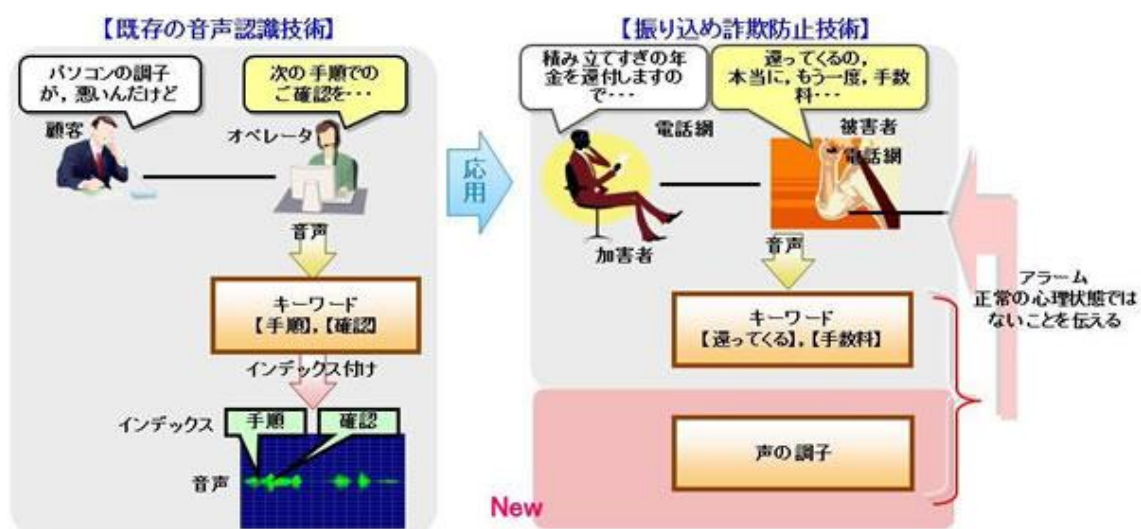 【既存の音声認識技術】
パソコンの調子
が，悪いんだけど
次の手順での
ご確認を・・・
顧客
オペレータ
音声
キーワード
【手順】，【確認】
インデックス付け
インデックス
手順
確認
音声
応用
【振り込め詐欺防止技術】
積み立てすぎの年
金を還付しますの
で・・・
還ってくるの，
本当に，もう一度，手数
料・・・
電話網
被害者
電話網
加害者
音声
キーワード
【還ってくる】，【手数料】
声の調子
New
アラーム
正常の心理状態では
ないことを伝える